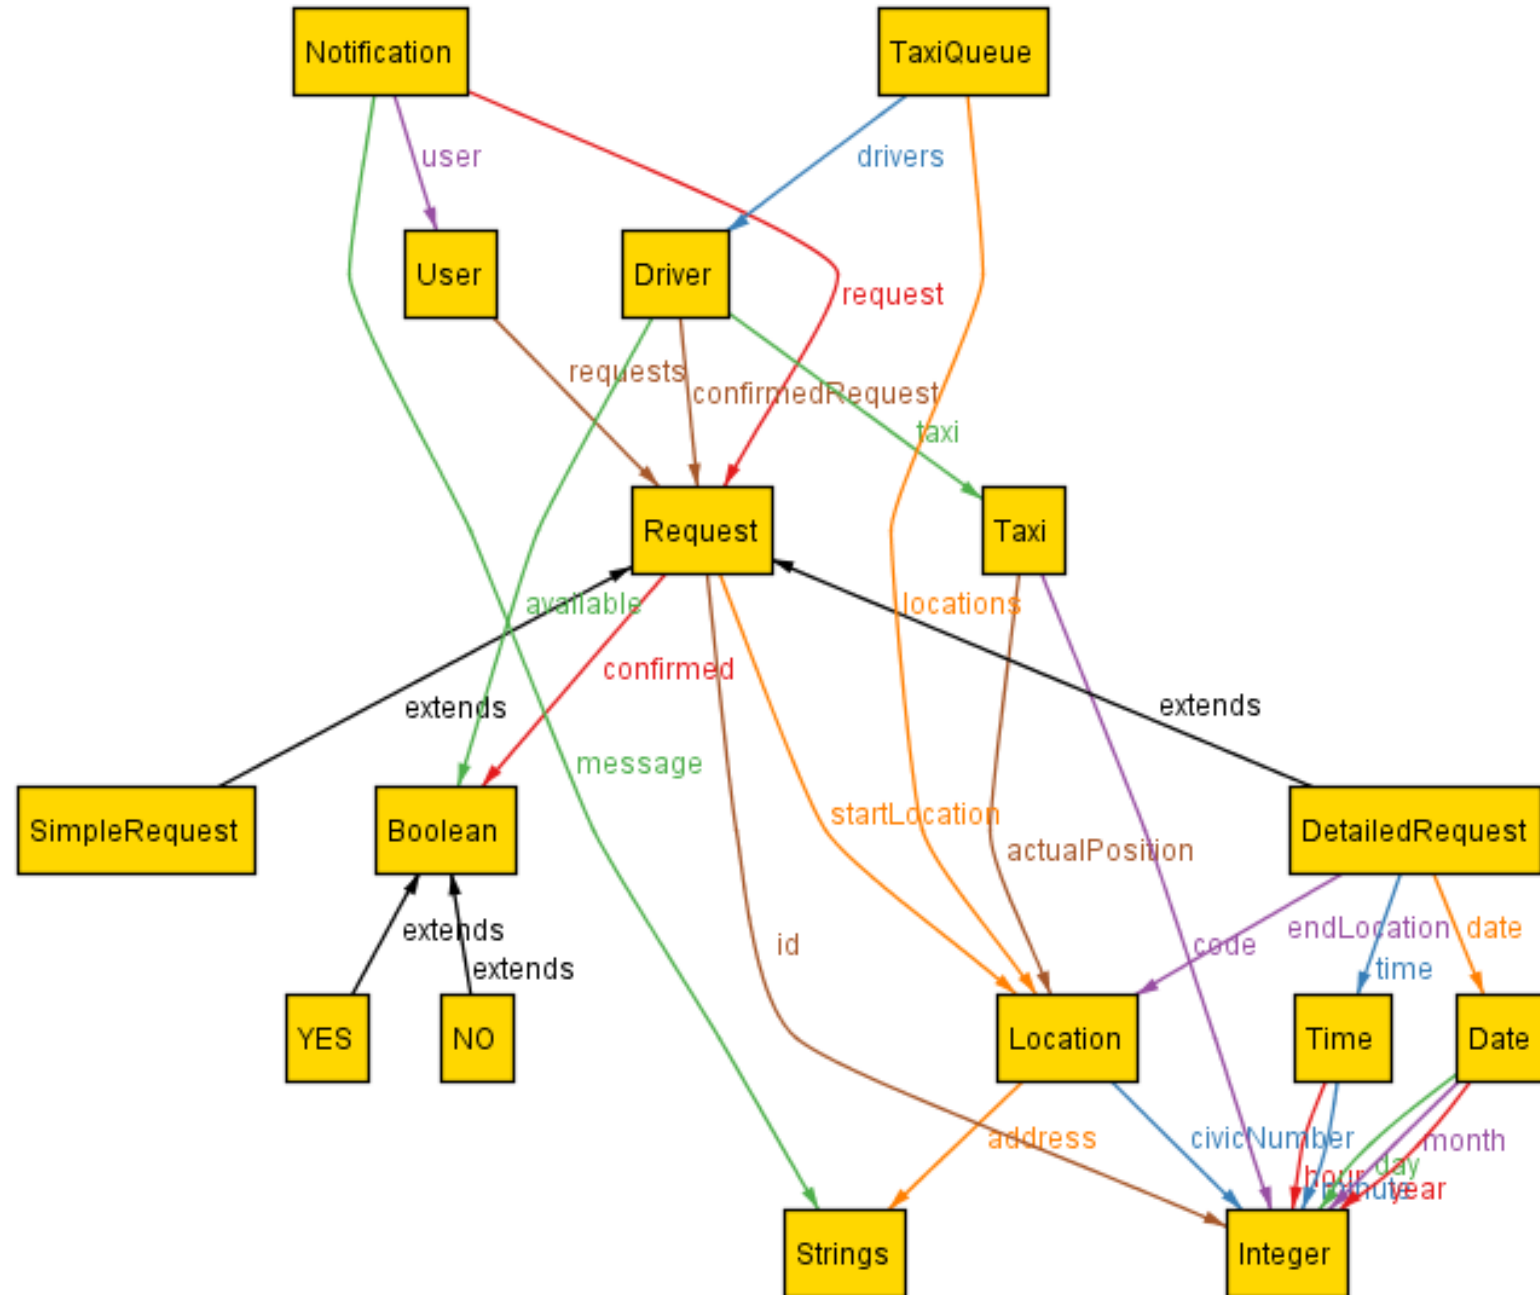 Notification
TaxiQueue
user
drivers
User
Driver
request
requests
confirmedRequest
taxi
Request
Taxi
available
locations
confirmed
extends
extends
message
SimpleRequest
Boolean
startLocation
DetailedRequest
actualPosition
extends
endLocation
date
id
code
extends
time
YES
NO
Location
Time
Date
address
civicNumber
month
day
hour
minute
year
Strings
Integer